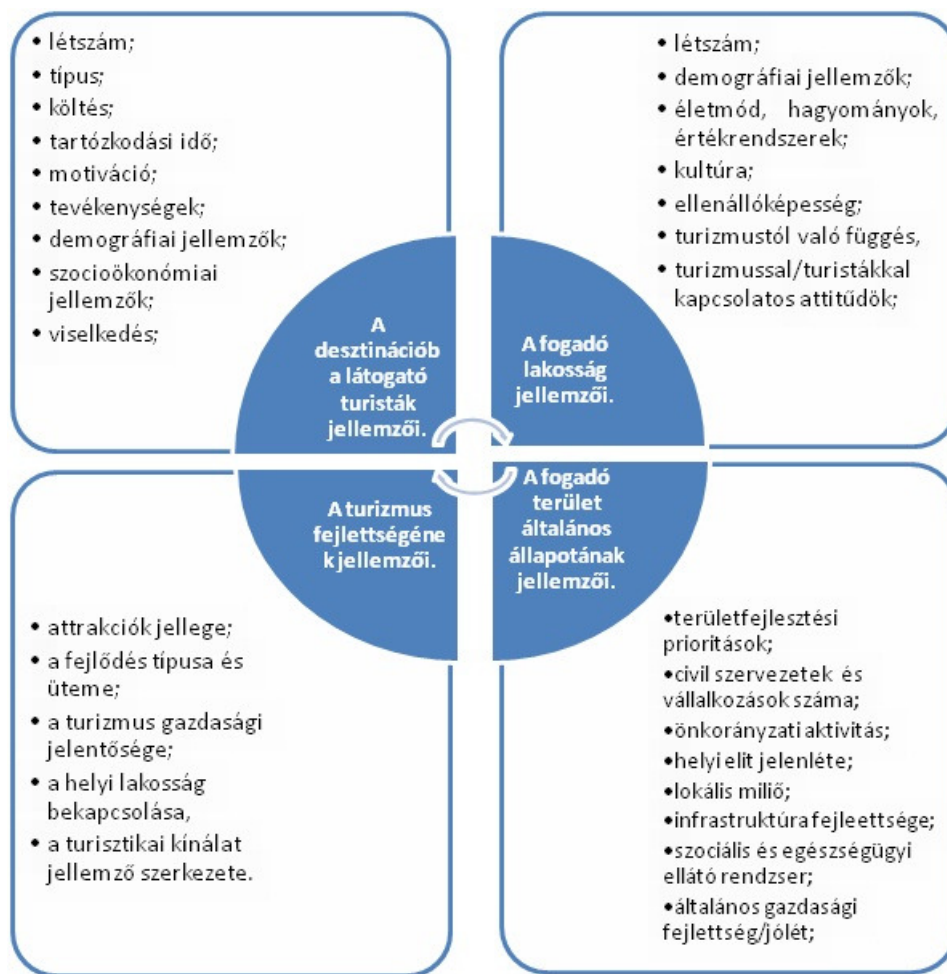 • létszám;
• típus;
• költés;
• tartózkodási idő;
• motiváció;
• tevékenységek;
• demográfiai jellemzők;
• szocioökonómiai
jellemzők;
• viselkedés;
• létszám;
• demográfiai jellemzők;
• életmód, hagyományok,
értékrendszerek;
• kultúra;
• ellenállóképesség;
• turizmustól való függés,
• turizmussal/turistákkal
kapcsolatos attitűdök;
A
desztinációb
a látogató
turisták
jellemzői.
A fogadó
lakosság
jellemzői.
A turizmus
fejlettségéne
k jellemzői.
A fogadó
terület
általános
állapotának
jellemzői.
• attrakciók jellege;
• a fejlődés típusa és
üteme;
• a turizmus gazdasági
jelentősége;
• a helyi lakosság
bekapcsolása,
• a turisztikai kínálat
jellemző szerkezete.
•területfejlesztési
prioritások;
•civil szervezetek és
vállalkozások száma;
•önkorányzati aktivitás;
•helyi elit jelenléte;
•lokális miliő;
•infrastruktúra fejleettsége;
•szociális és egészségügyi
ellátó rendzser;
•általános gazdasági
fejlettség/jólét;